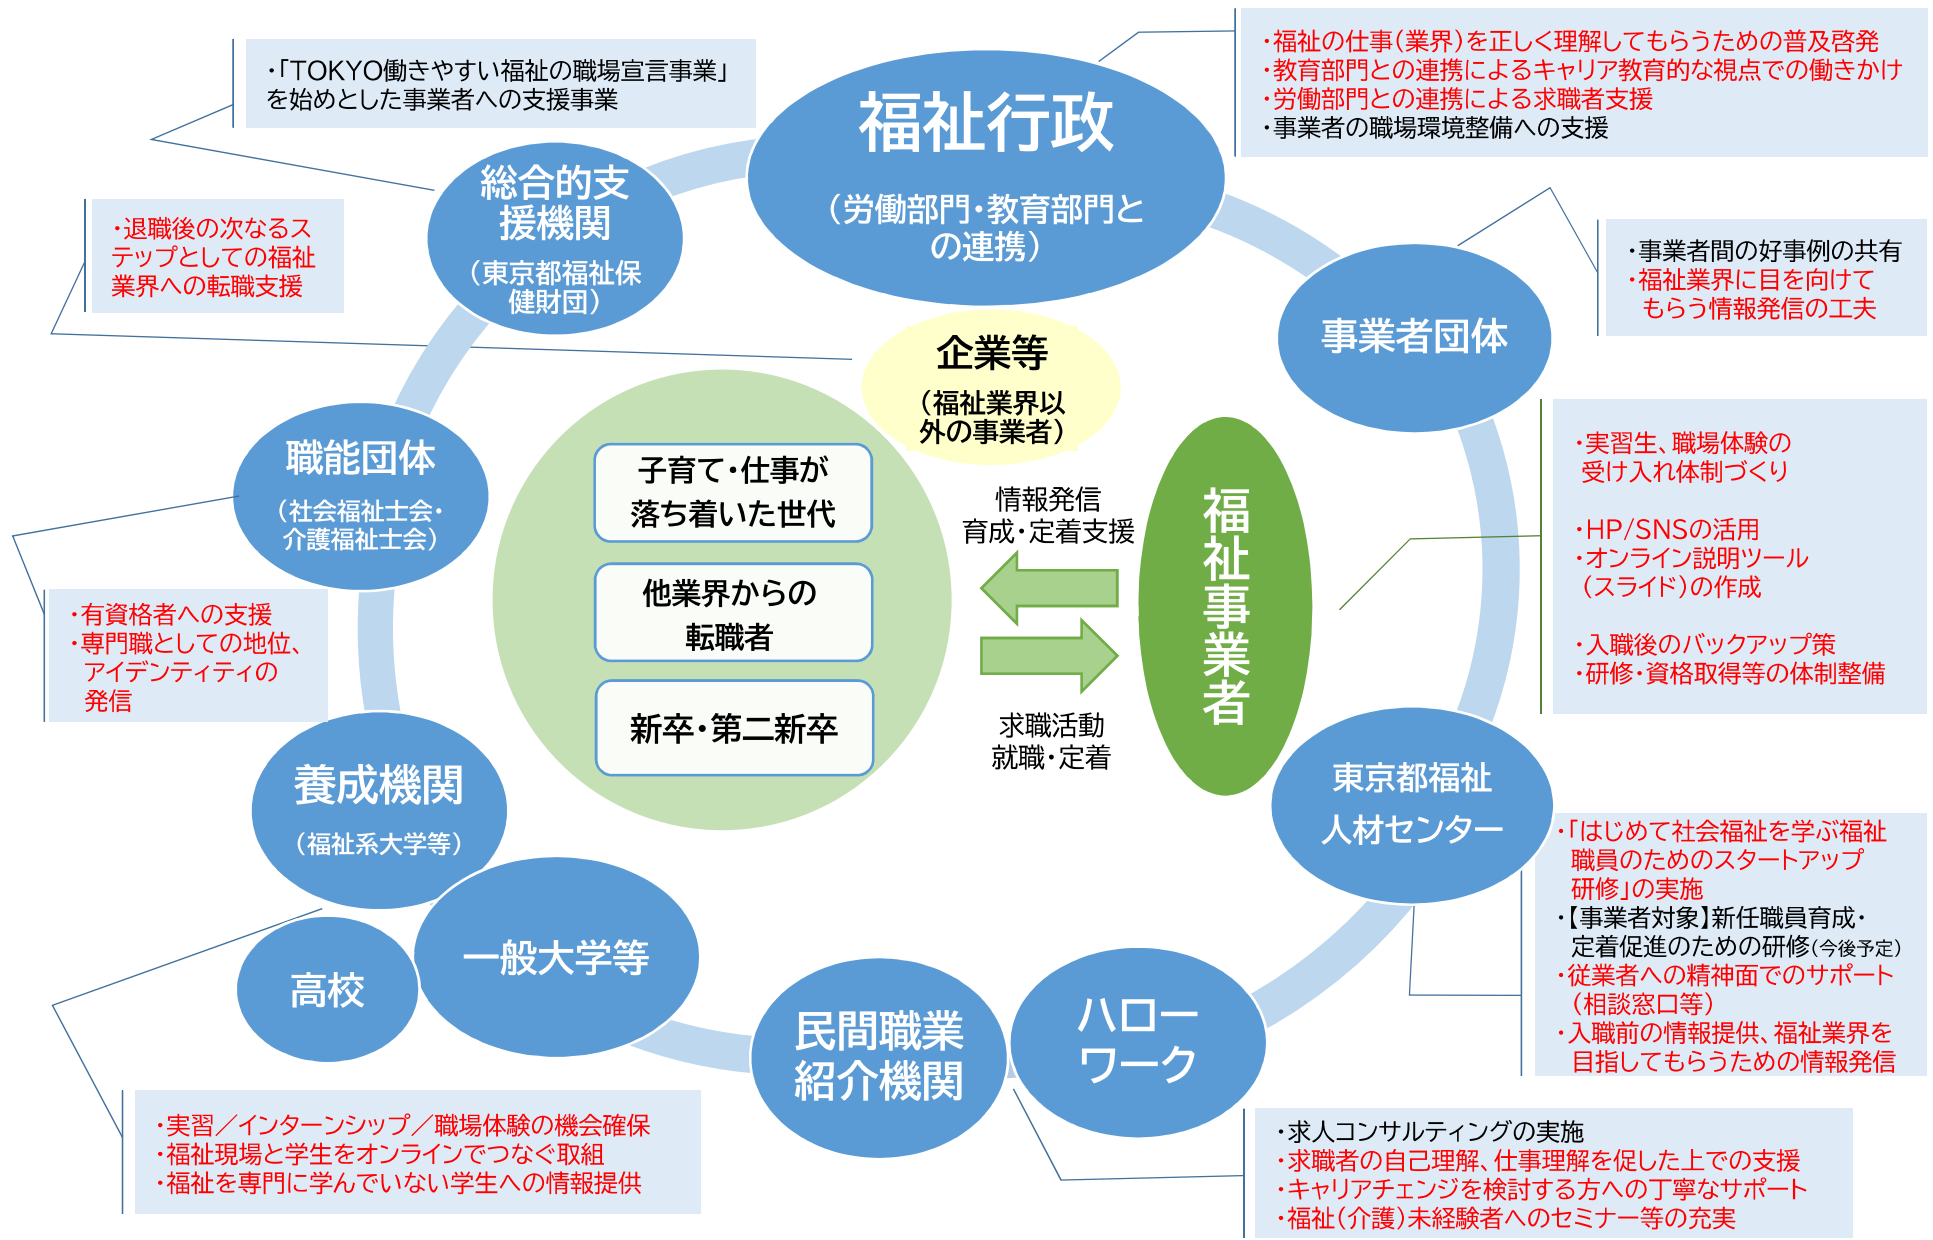 ・「TOKYO働きやすい福祉の職場宣言事業」
を始めとした事業者への支援事業
福祉行政
（労働部門・教育部門と
の連携）
・福祉の仕事（業界）を正しく理解してもらうための普及啓発
・教育部門との連携によるキャリア教育的な視点での働きかけ
・労働部門との連携による求職者支援
・事業者の職場環境整備への支援
総合的支
援機関
（東京都福祉保
健財団）
・退職後の次なるス
テップとしての福祉
業界への転職支援
・事業者間の好事例の共有
・福祉業界に目を向けて
もらう情報発信の工夫
事業者団体
企業等
（福祉業界以
外の事業者）
職能団体
（社会福祉士会・
介護福祉士会）
子育て・仕事が
落ち着いた世代
他業界からの
転職者
新卒・第二新卒
情報発信
育成・定着支援
求職活動
就職・定着
福祉事業者
・実習生、職場体験の
受け入れ体制づくり
・HP/SNSの活用
・オンライン説明ツール
（スライド）の作成
・入職後のバックアップ策
・研修・資格取得等の体制整備
・有資格者への支援
・専門職としての地位、
アイデンティティの
発信
養成機関
（福祉系大学等）
東京都福祉
人材センター
・「はじめて社会福祉を学ぶ福祉
職員のためのスタートアップ
研修」の実施
・【事業者対象】新任職員育成・
定着促進のための研修（今後予定）
・従業者への精神面でのサポート
（相談窓口等）
・入職前の情報提供、福祉業界を
目指してもらうための情報発信
一般大学等
高校
民間職業
紹介機関
ハロー
ワーク
・実習／インターンシップ／職場体験の機会確保
・福祉現場と学生をオンラインでつなぐ取組
・福祉を専門に学んでいない学生への情報提供
・求人コンサルティングの実施
・求職者の自己理解、仕事理解を促した上での支援
・キャリアチェンジを検討する方への丁寧なサポート
・福祉（介護）未経験者へのセミナー等の充実